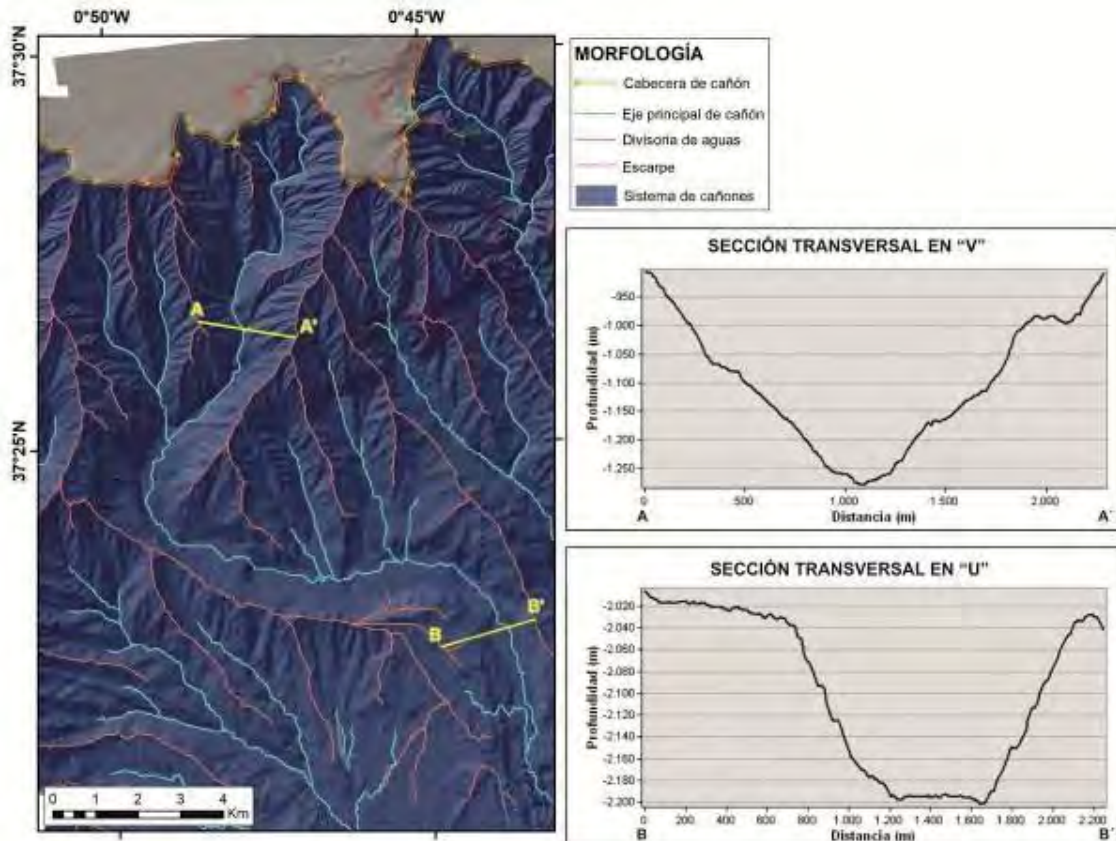 0°50'W
0°45'W
37°30'N
37°25'N
A
A'
B
B'
0 1 2 3 4
Km
MORFOLOGÍA
Cabecera de cañón
Eje principal de cañón
Divisoria de aguas
Escarpe
Sistema de cañones
SECCIÓN TRANSVERSAL EN "V"
Profundidad (m)
-950
-1.000
-1.050
-1.100
-1.150
-1.200
-1.250
0 500 1.000 1.500 2.000
A Distancia (m) A'
SECCIÓN TRANSVERSAL EN "U"
Profundidad (m)
-2.020
-2.040
-2.060
-2.080
-2.100
-2.120
-2.140
-2.160
-2.180
-2.200
0 200 400 600 800 1.000 1.200 1.400 1.600 1.800 2.000 2.200
B Distancia (m) B'